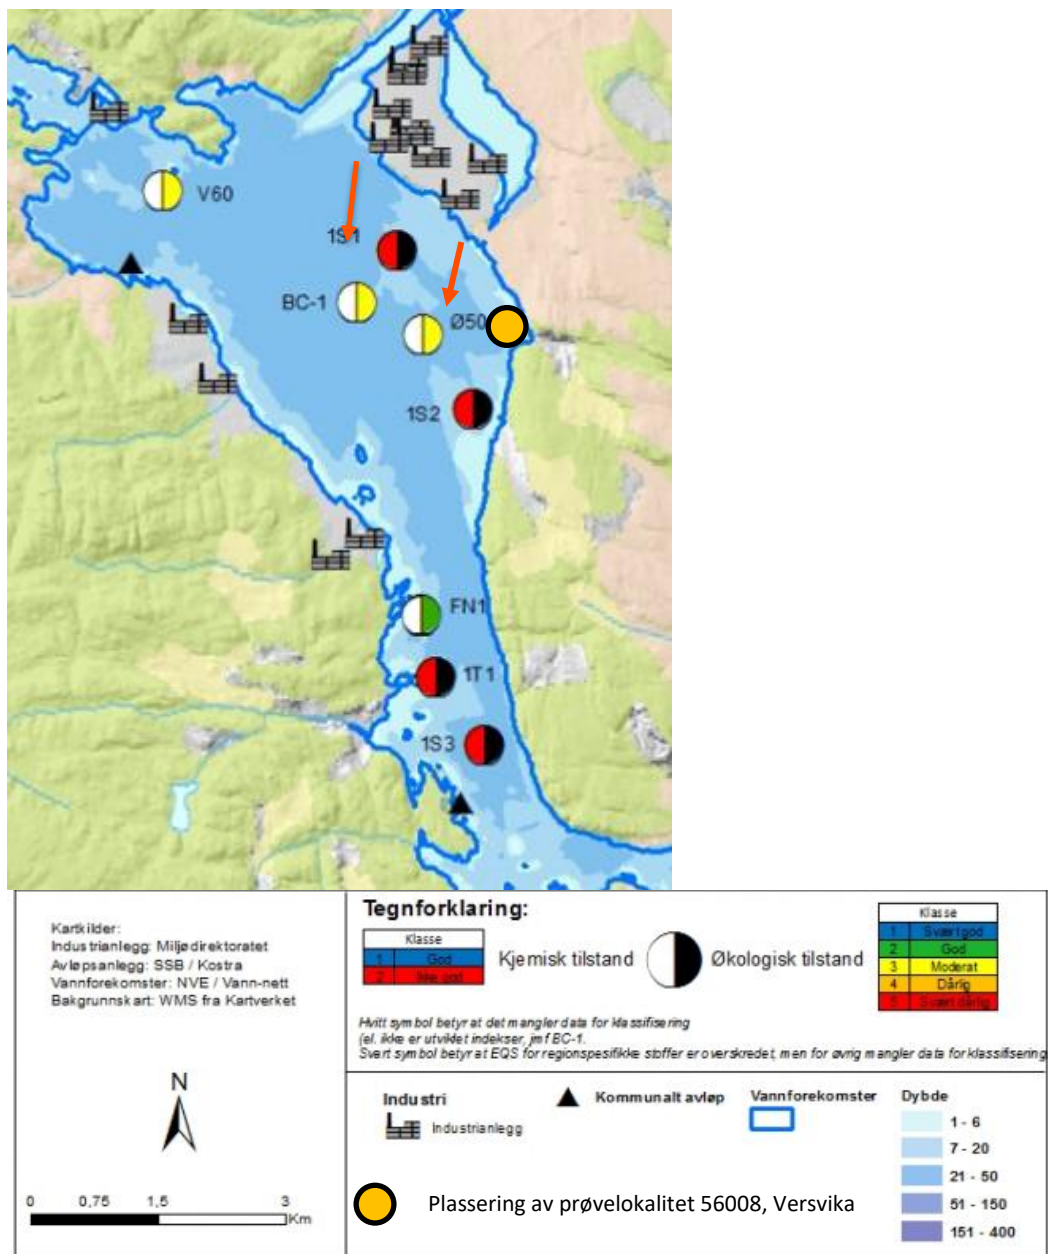 V60
1S1
BC-1
Ø50
1S2
FN1
1T1
1S3
Kartkilder:
Industrianlegg: Miljødirektoratet
Avløpsanlegg: SSB / Kostra
Vannforekomster: NVE / Vann-nett
Bakgrunnskart: WMS fra Kartverket
N
0 0,75 1,5 3
Km
Tegnforklaring:
Klasse
1 God
2 Ikke god
Kjemisk tilstand
Økologisk tilstand
Klasse
1 Svært god
2 God
3 Moderat
4 Dårlig
5 Svært dårlig
Hvitt symbol betyr at det mangler data for klassifisering
(el. ikke er utviklet indekser, jmf BC-1.
Svart symbol betyr at EQS for regionspesifikke stoffer er overskredet, men for øvrig mangler data for klassifisering
Industri
Industrianlegg
Kommunalt avløp
Vannforekomster
Dybde
1 - 6
7 - 20
21 - 50
51 - 150
151 - 400
Plassering av prøvelokalitet 56008, Versvika